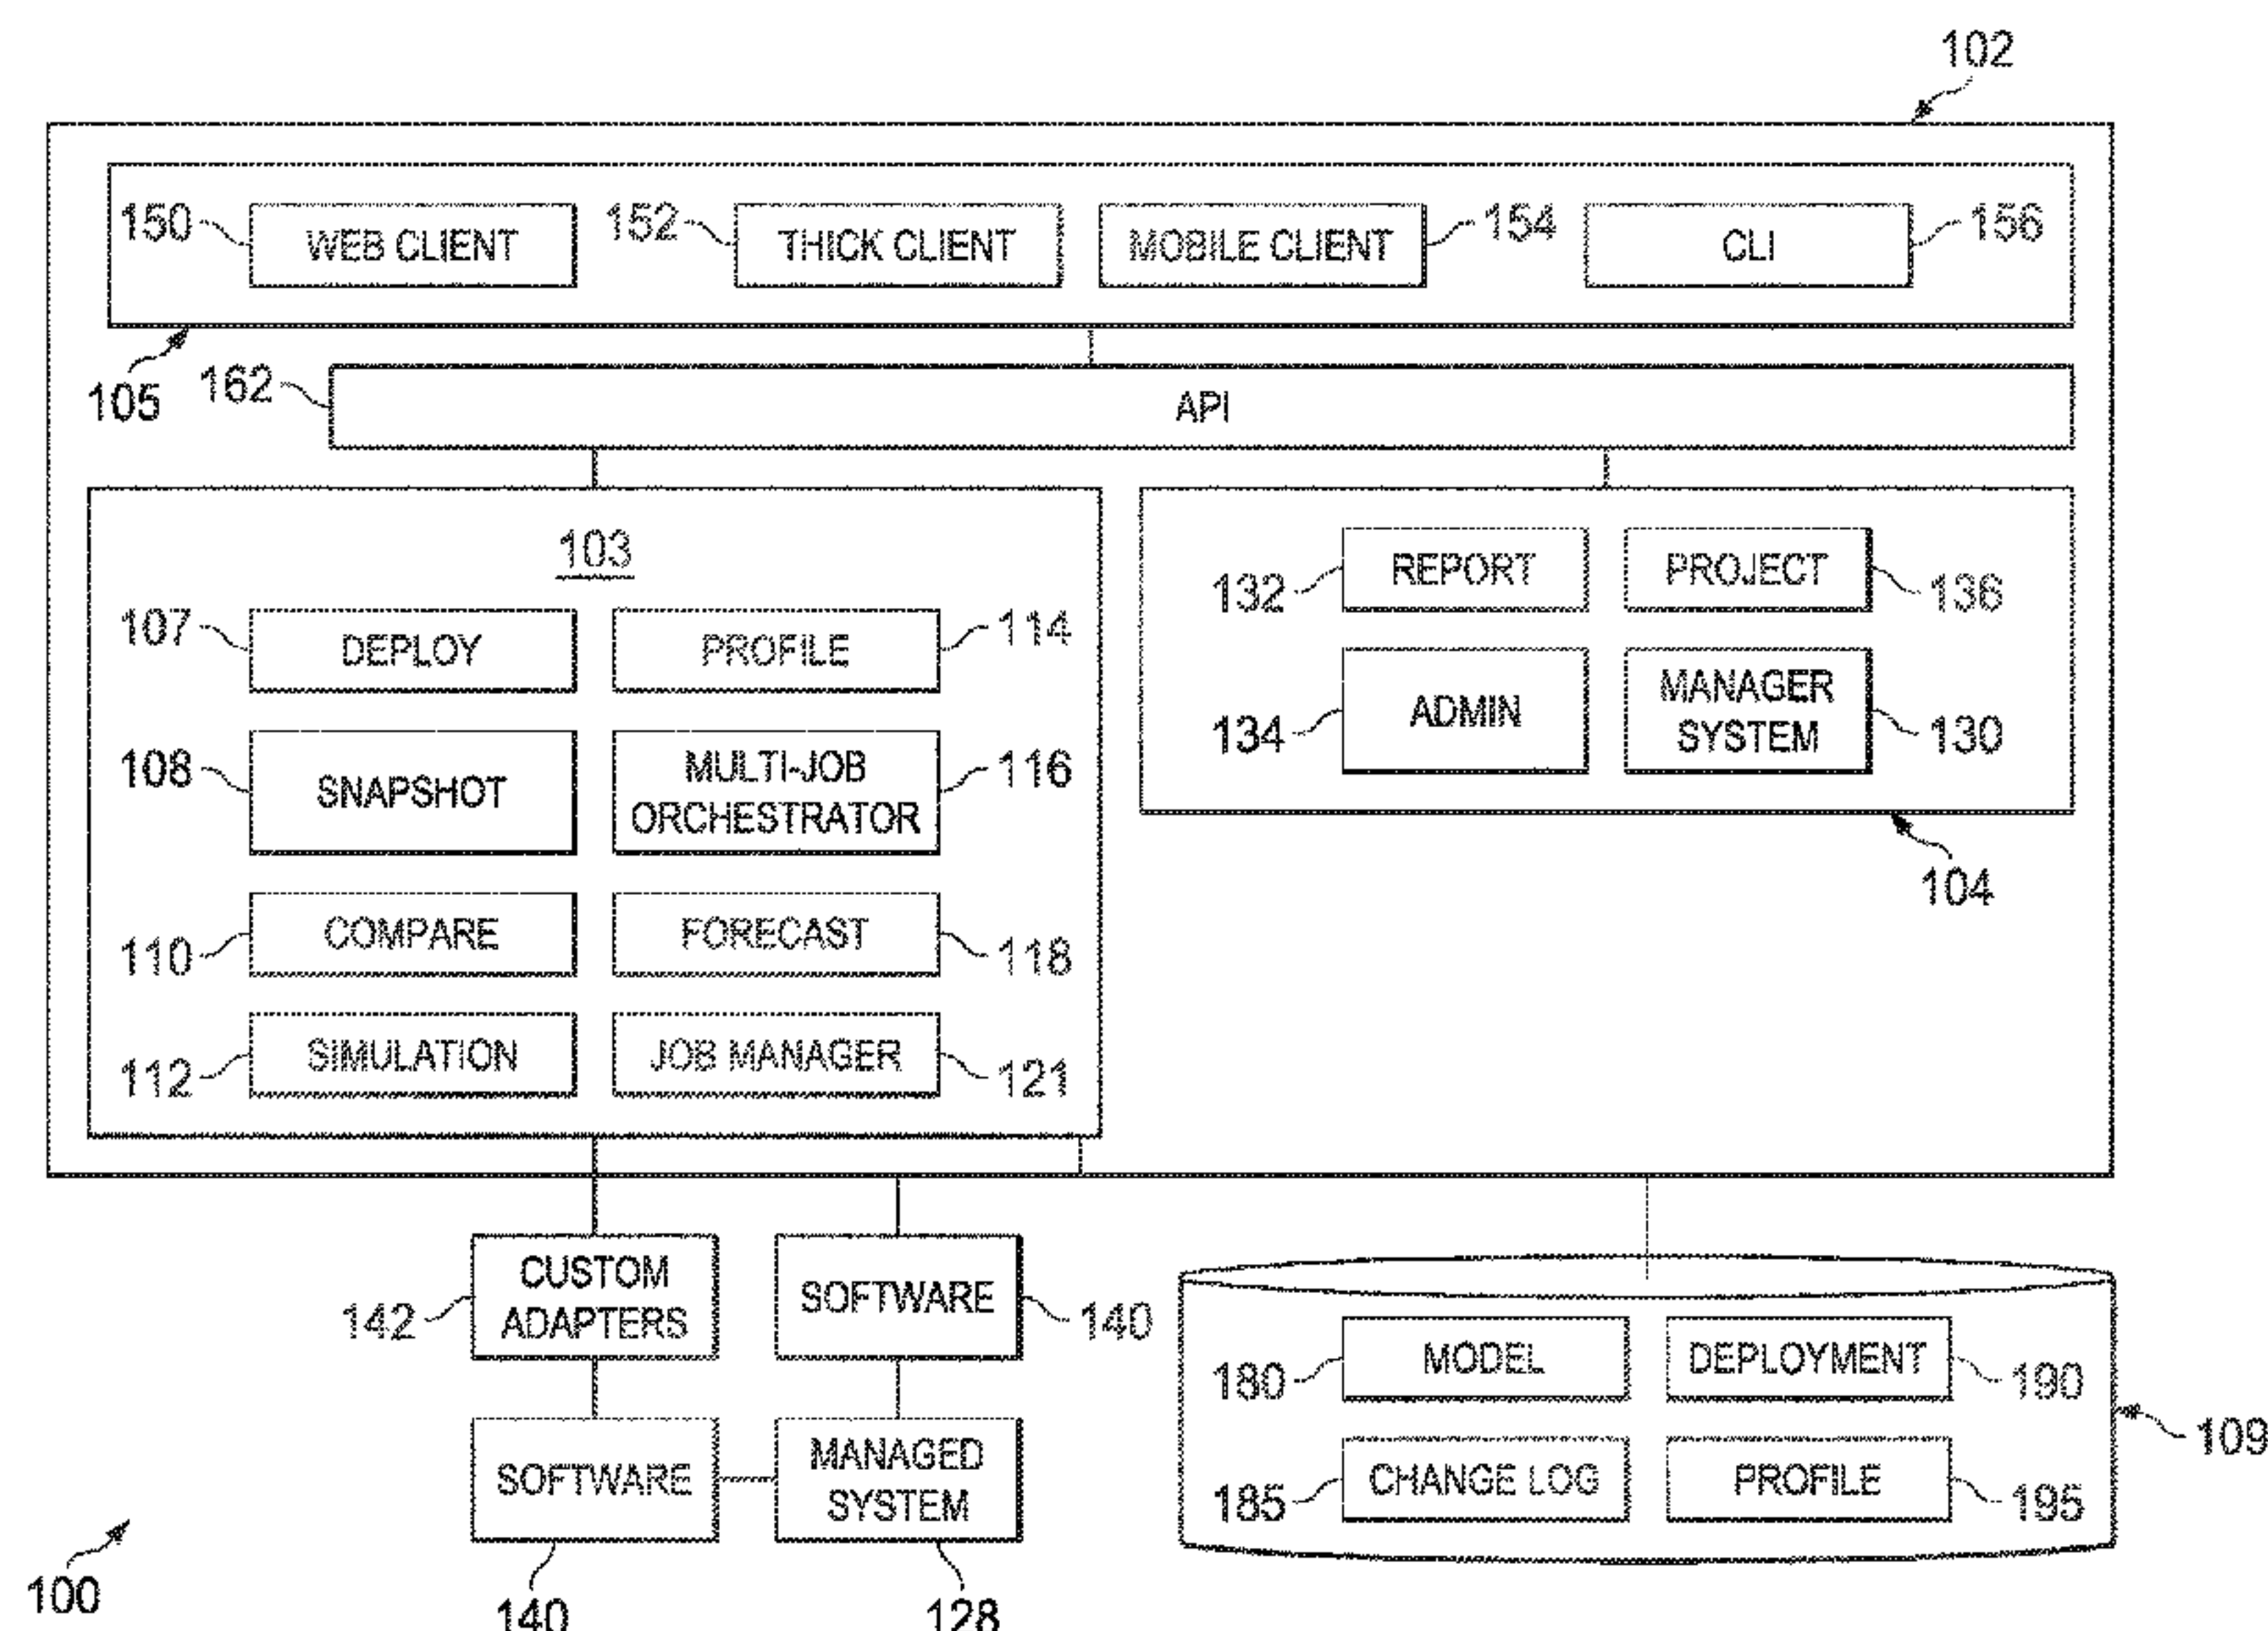 102
150 WEB CLIENT 152 THICK CLIENT MOBILE CLIENT 154 CLI 156
105 162 API
103
107 DEPLOY PROFILE 114
108 SNAPSHOT MULTI-JOB ORCHESTRATOR 116
110 COMPARE FORECAST 118
112 SIMULATION JOB MANAGER 121
132 REPORT PROJECT 136
134 ADMIN MANAGER SYSTEM 130
104
142 CUSTOM ADAPTERS SOFTWARE 140
SOFTWARE MANAGED SYSTEM
140 128
180 MODEL DEPLOYMENT 190
109
185 CHANGE LOG PROFILE 195
100